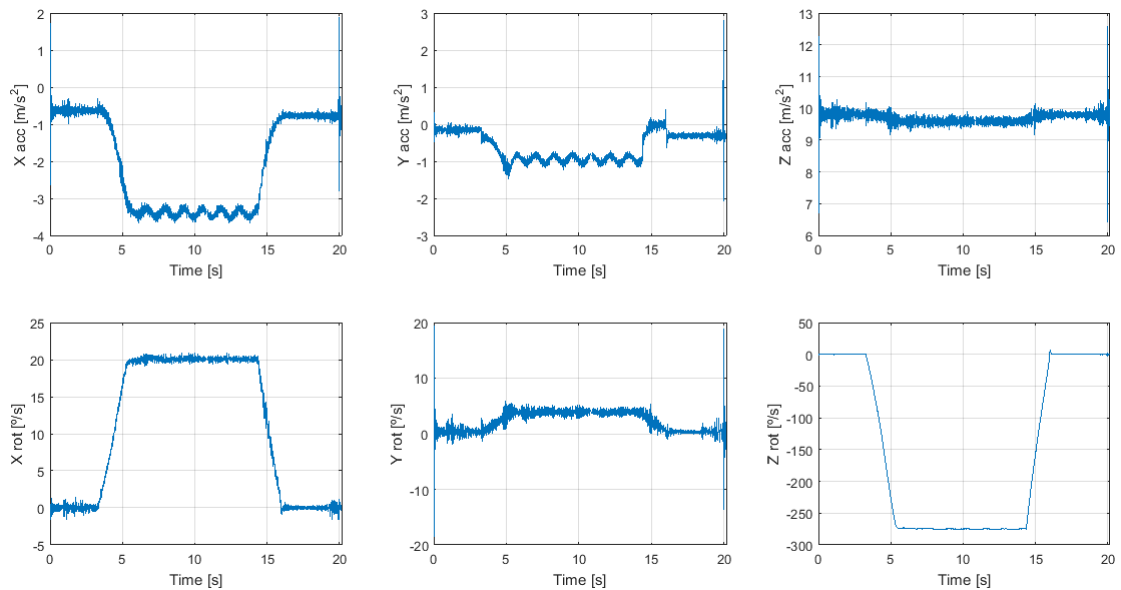 2
1
0
-1
-2
-3
-4
X acc [m/s²]
0 5 10 15 20
Time [s]
3
2
1
0
-1
-2
-3
Y acc [m/s²]
0 5 10 15 20
Time [s]
13
12
11
10
9
8
7
6
Z acc [m/s²]
0 5 10 15 20
Time [s]
25
20
15
10
5
0
-5
X rot [º/s]
0 5 10 15 20
Time [s]
20
10
0
-10
-20
Y rot [º/s]
0 5 10 15 20
Time [s]
50
0
-50
-100
-150
-200
-250
-300
Z rot [º/s]
0 5 10 15 20
Time [s]